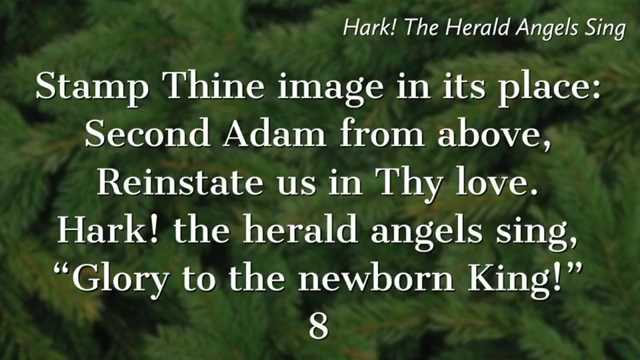 Hark! The Herald Angels Sing
Stamp Thine image in its place:
Second Adam from above,
Reinstate us in Thy love.
Hark! the herald angels sing,
“Glory to the newborn King!”
8